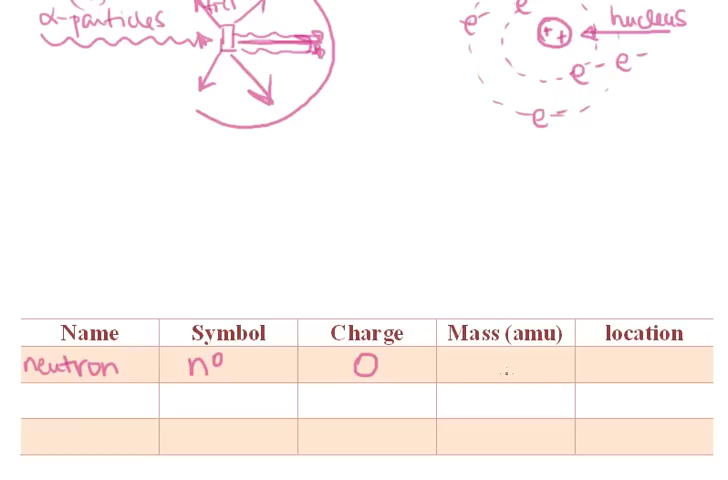 α-particles
e⁻
e
nucleus
++
e⁻ e⁻
e⁻
Name Symbol Charge Mass (amu) location
neutron n⁰ 0